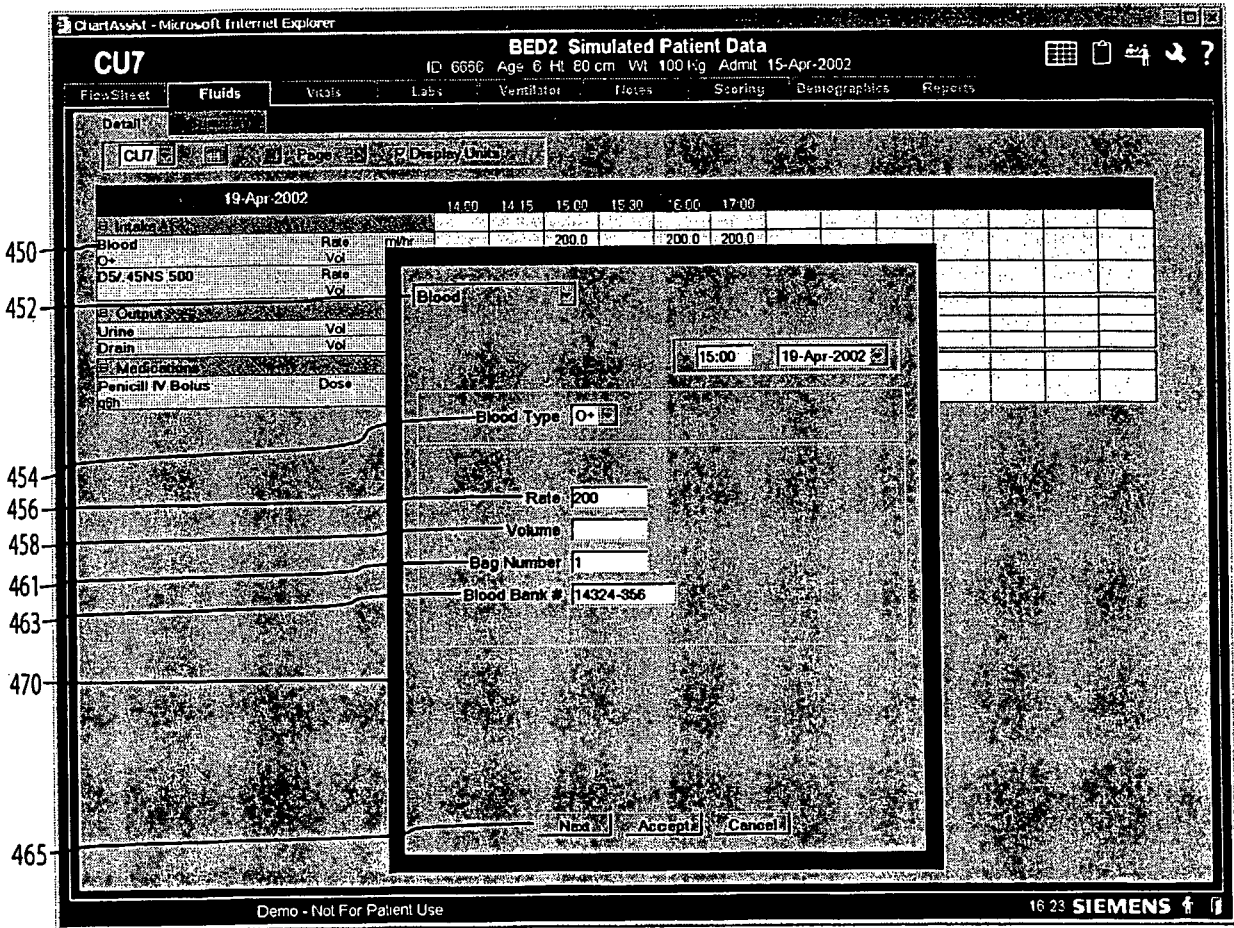 ChartAssist - Microsoft Internet Explorer
CU7
BED2 Simulated Patient Data
ID 6666 Age 6 Ht 80 cm Wt 100 Kg Admit 15-Apr-2002
?
FlowSheet Fluids Vitals Labs Ventilator Notes Scoring Demographics Reports
Detail Summary
CU7 Page Display Units
19-Apr-2002 14:00 14:15 15:00 15:30 16:00 17:00
Intake
450 Blood Rate ml/hr 200.0 200.0 200.0
O+ Vol
D5/.45NS 500 Rate
Vol
452 Blood
Output
Urine Vol
Drain Vol
15:00 19-Apr-2002
Medications
Penicill IV Bolus Dose
q6h
454 Blood Type O+
456 Rate 200
458 Volume
461 Bag Number 1
463 Blood Bank # 14324-356
470
465 Next Accept Cancel
Demo - Not For Patient Use
16:23 SIEMENS